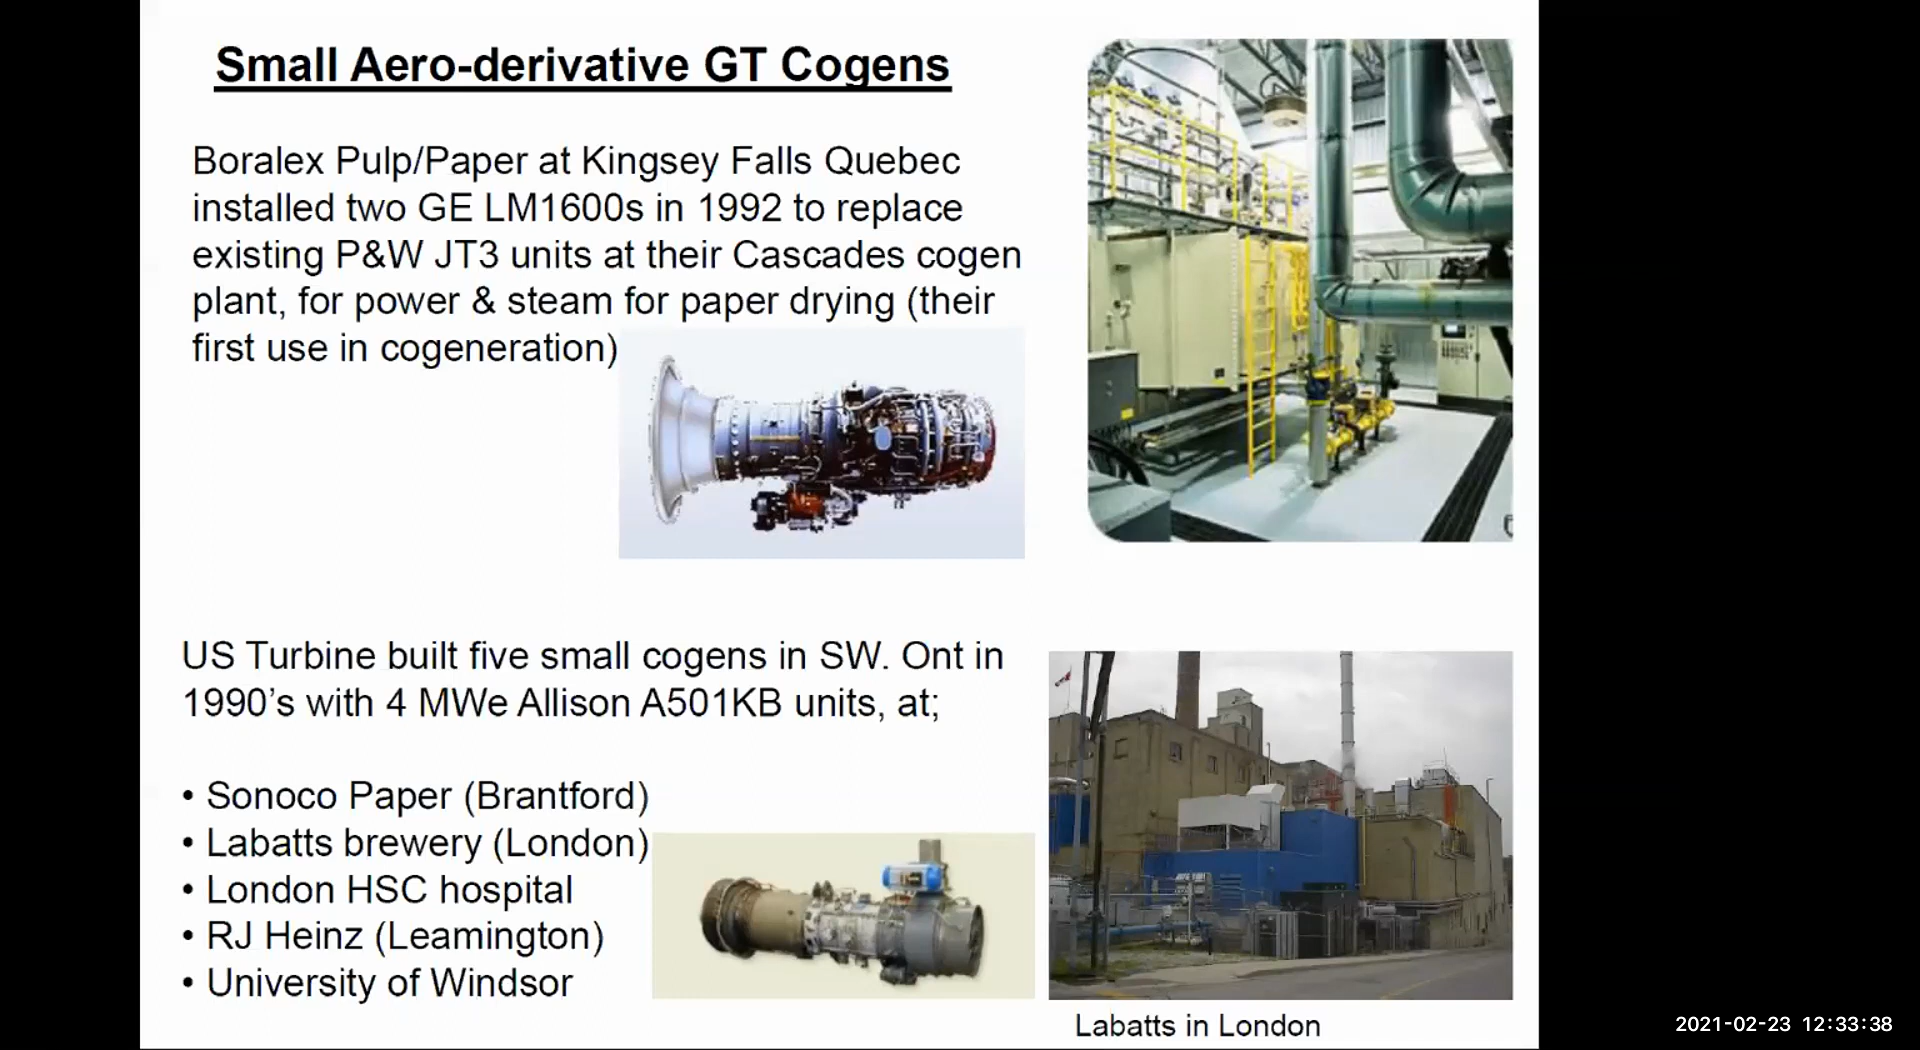 Small Aero-derivative GT Cogens
Boralex Pulp/Paper at Kingsey Falls Quebec
installed two GE LM1600s in 1992 to replace
existing P&W JT3 units at their Cascades cogen
plant, for power & steam for paper drying (their
first use in cogeneration)
US Turbine built five small cogens in SW. Ont in
1990’s with 4 MWe Allison A501KB units, at;
• Sonoco Paper (Brantford)
• Labatts brewery (London)
• London HSC hospital
• RJ Heinz (Leamington)
• University of Windsor
Labatts in London
2021-02-23 12:33:38